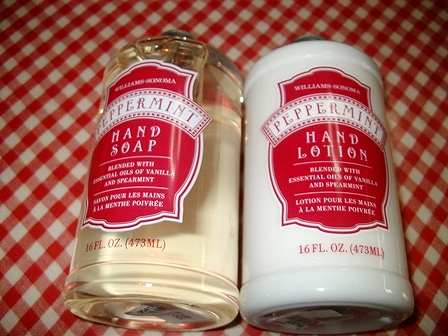 WILLIAMS-SONOMA
PEPPERMINT
HAND
SOAP
BLENDED WITH
ESSENTIAL OILS OF VANILLA
AND SPEARMINT
SAVON POUR LES MAINS
À LA MENTHE POIVRÉE
16 FL. OZ. (473ML)
WILLIAMS-SONOMA
PEPPERMINT
HAND
LOTION
BLENDED WITH
ESSENTIAL OILS OF VANILLA
AND SPEARMINT
LOTION POUR LES MAINS
À LA MENTHE POIVRÉE
16 FL. OZ. (473ML)